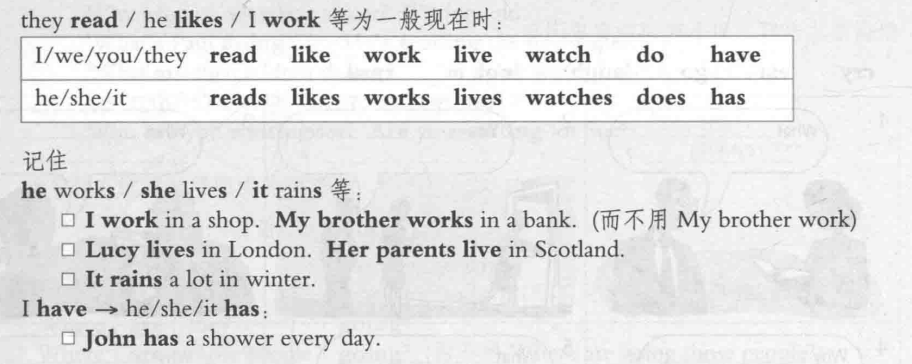 they read / he likes / I work 等为一般现在时：
I/we/you/they read like work live watch do have
he/she/it reads likes works lives watches does has
记住
he works / she lives / it rains 等：
□ I work in a shop. My brother works in a bank. (而不用 My brother work)
□ Lucy lives in London. Her parents live in Scotland.
□ It rains a lot in winter.
I have → he/she/it has：
□ John has a shower every day.